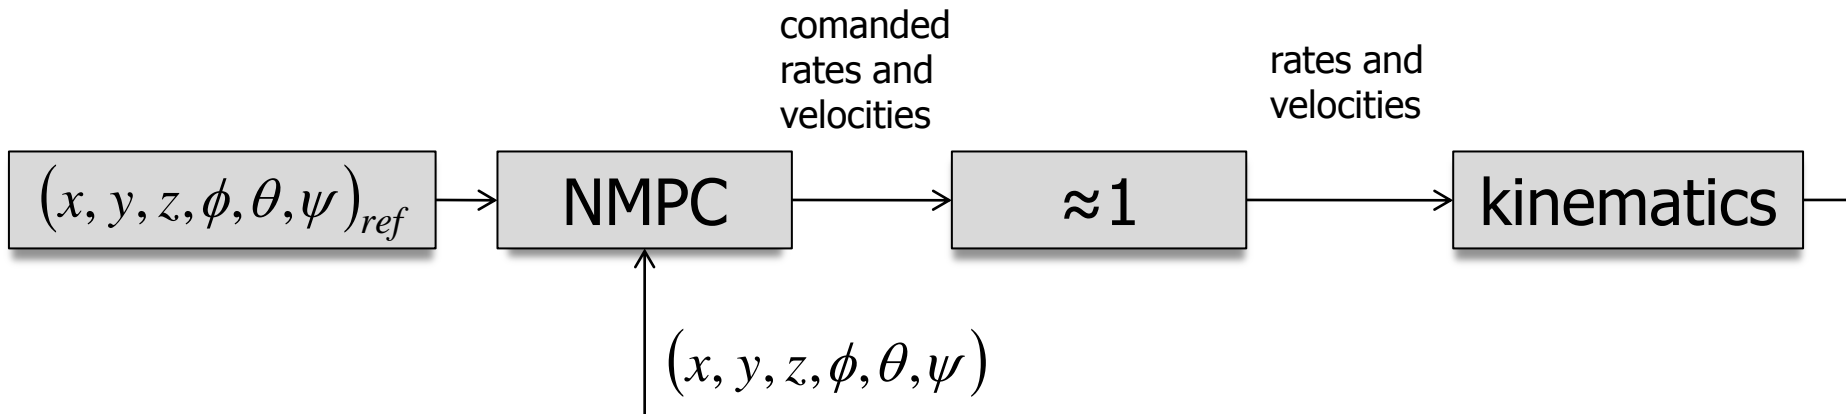 comanded
rates and
velocities
rates and
velocities
(x, y, z, ϕ, θ, ψ)ref
NMPC
≈1
kinematics
(x, y, z, ϕ, θ, ψ)